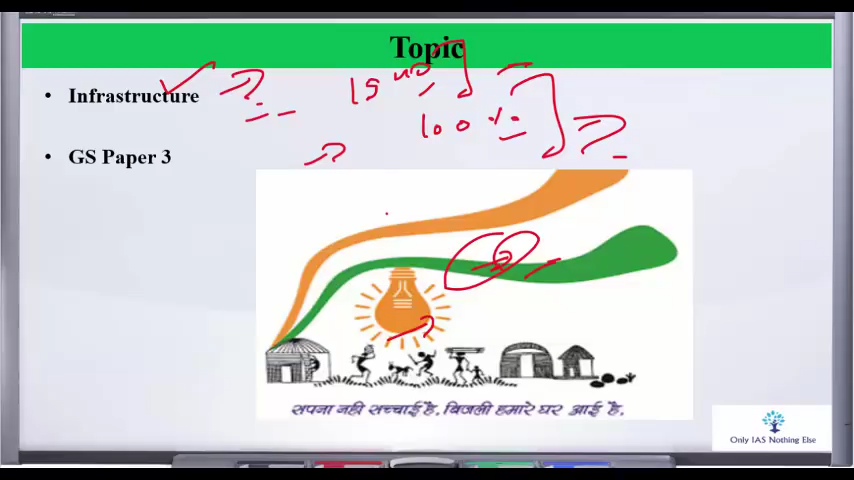 Topic
• Infrastructure
15
100 %
• GS Paper 3
सपना नही सच्चाई है, बिजली हमारे घर आई है.
Only IAS Nothing Else